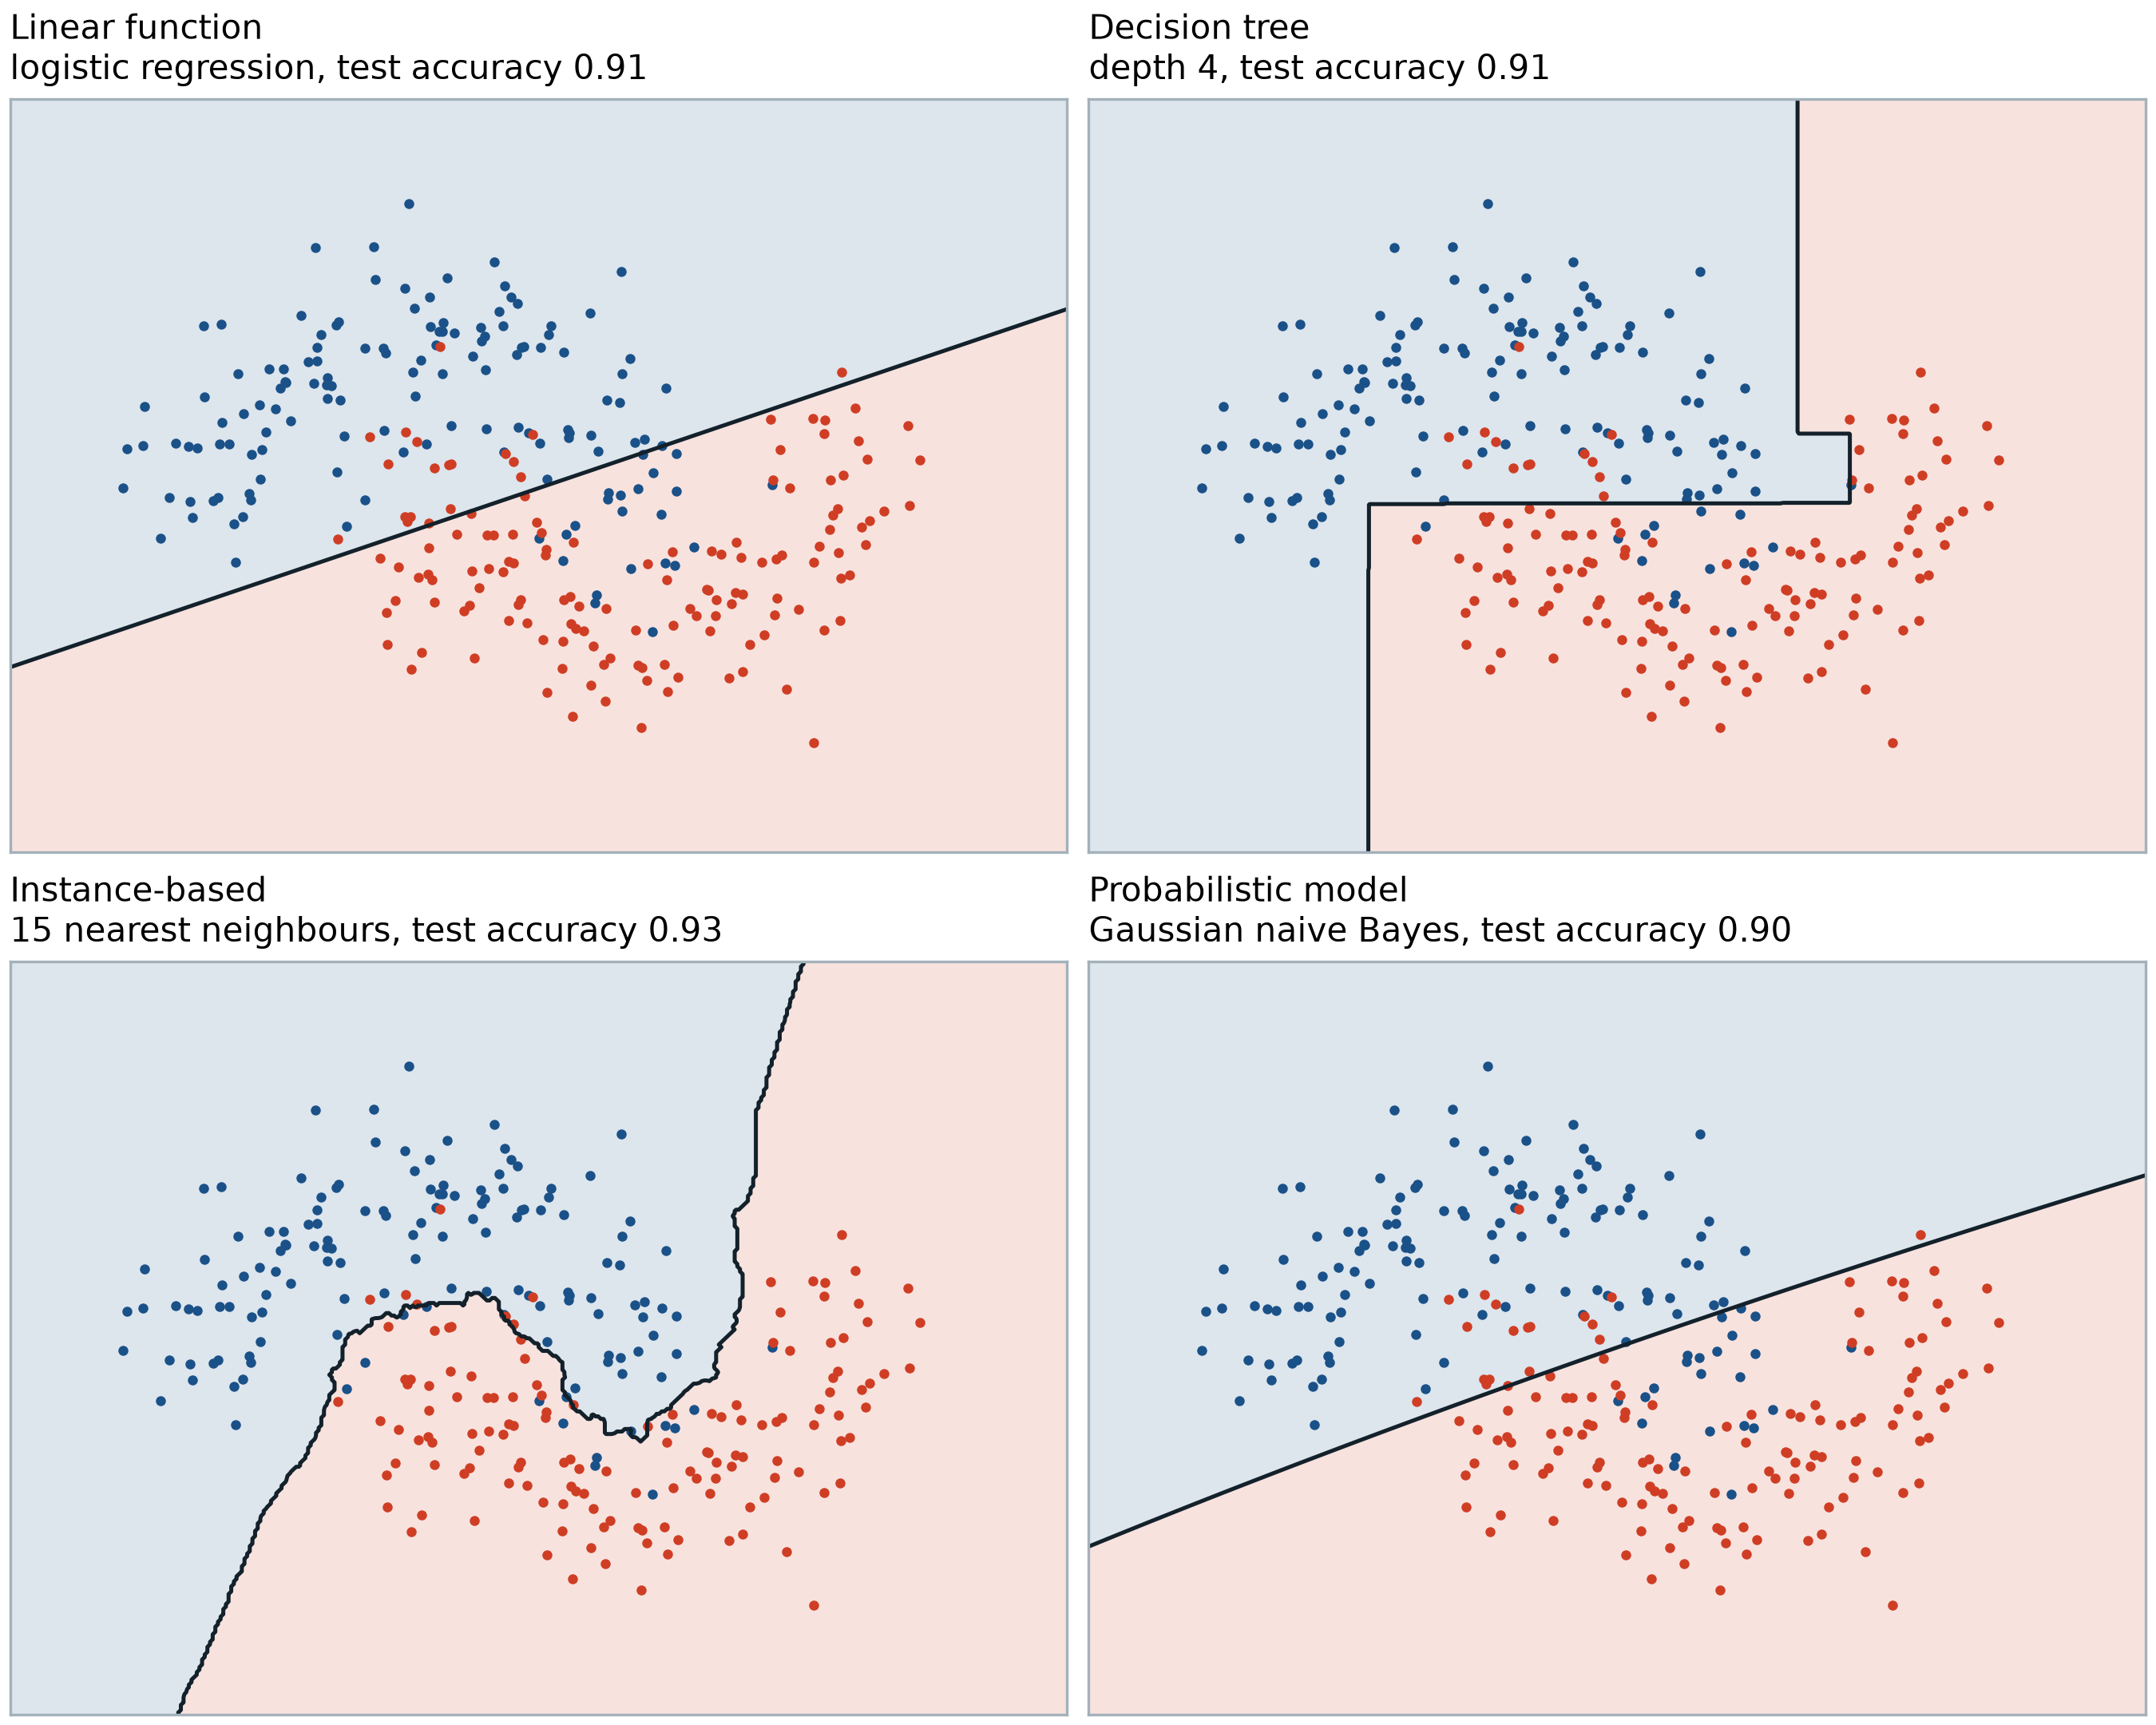 Linear function
logistic regression, test accuracy 0.91
Decision tree
depth 4, test accuracy 0.91
Instance-based
15 nearest neighbours, test accuracy 0.93
Probabilistic model
Gaussian naive Bayes, test accuracy 0.90